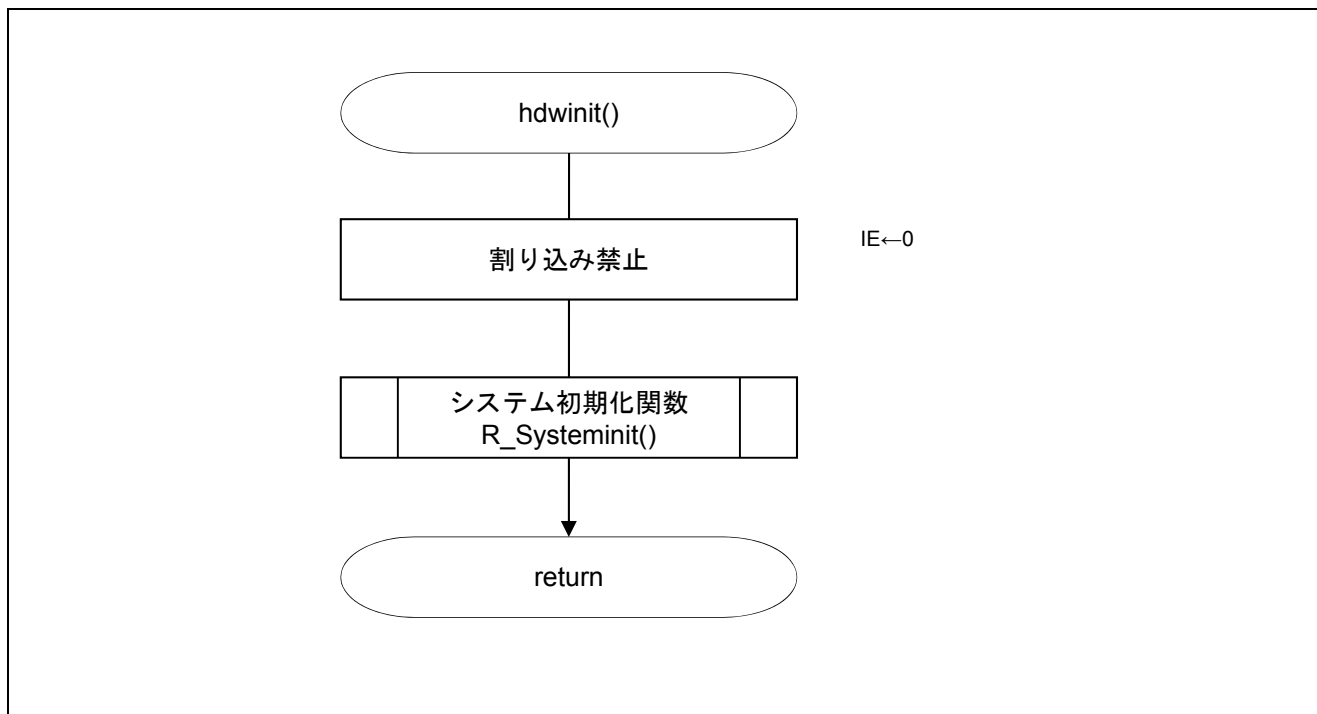 hdwinit()
割り込み禁止
IE←0
システム初期化関数
R_Systeminit()
return